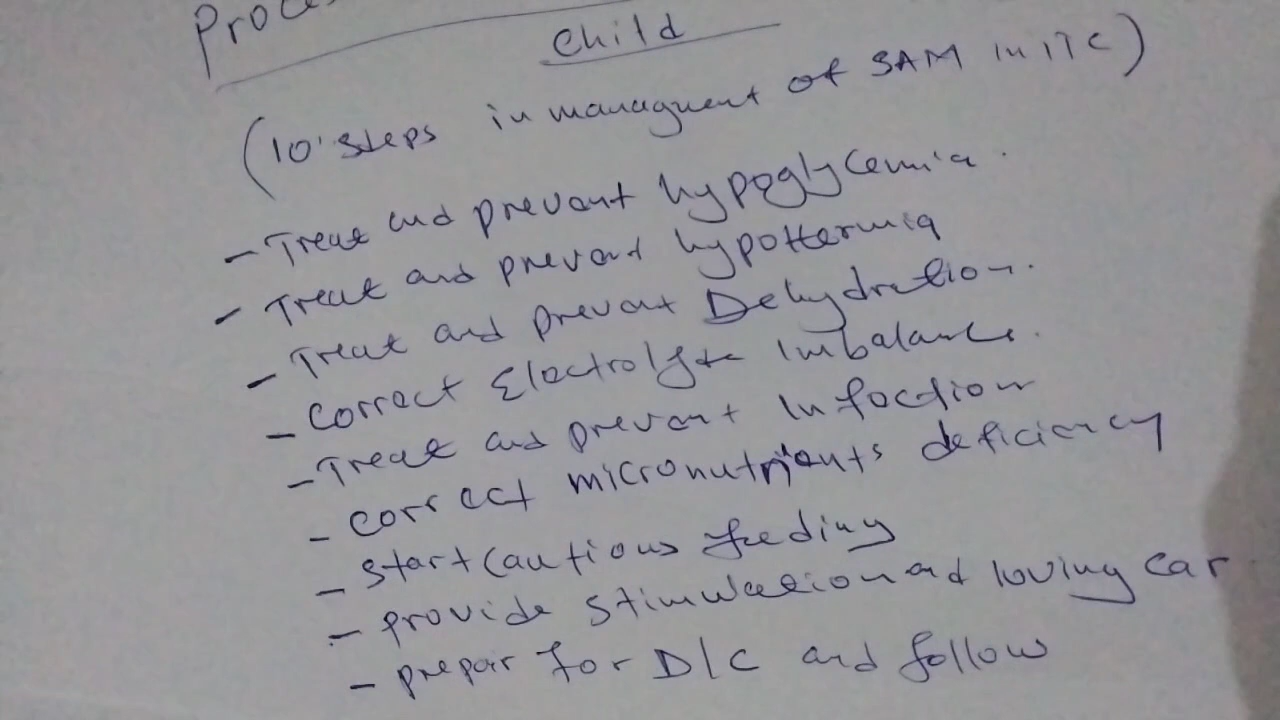 Child
(10 steps in managment of SAM in ITC)
- Treat and prevent hypoglycemia.
- Treat and prevent hypothermia
- Treat and prevent Dehydration.
- Correct Electrolyte Imbalance.
- Treat and prevent Infection
- Correct micronutrients deficiency
- start cautious feeding
- provide stimulation and loving car
- prepair for D/C and follow